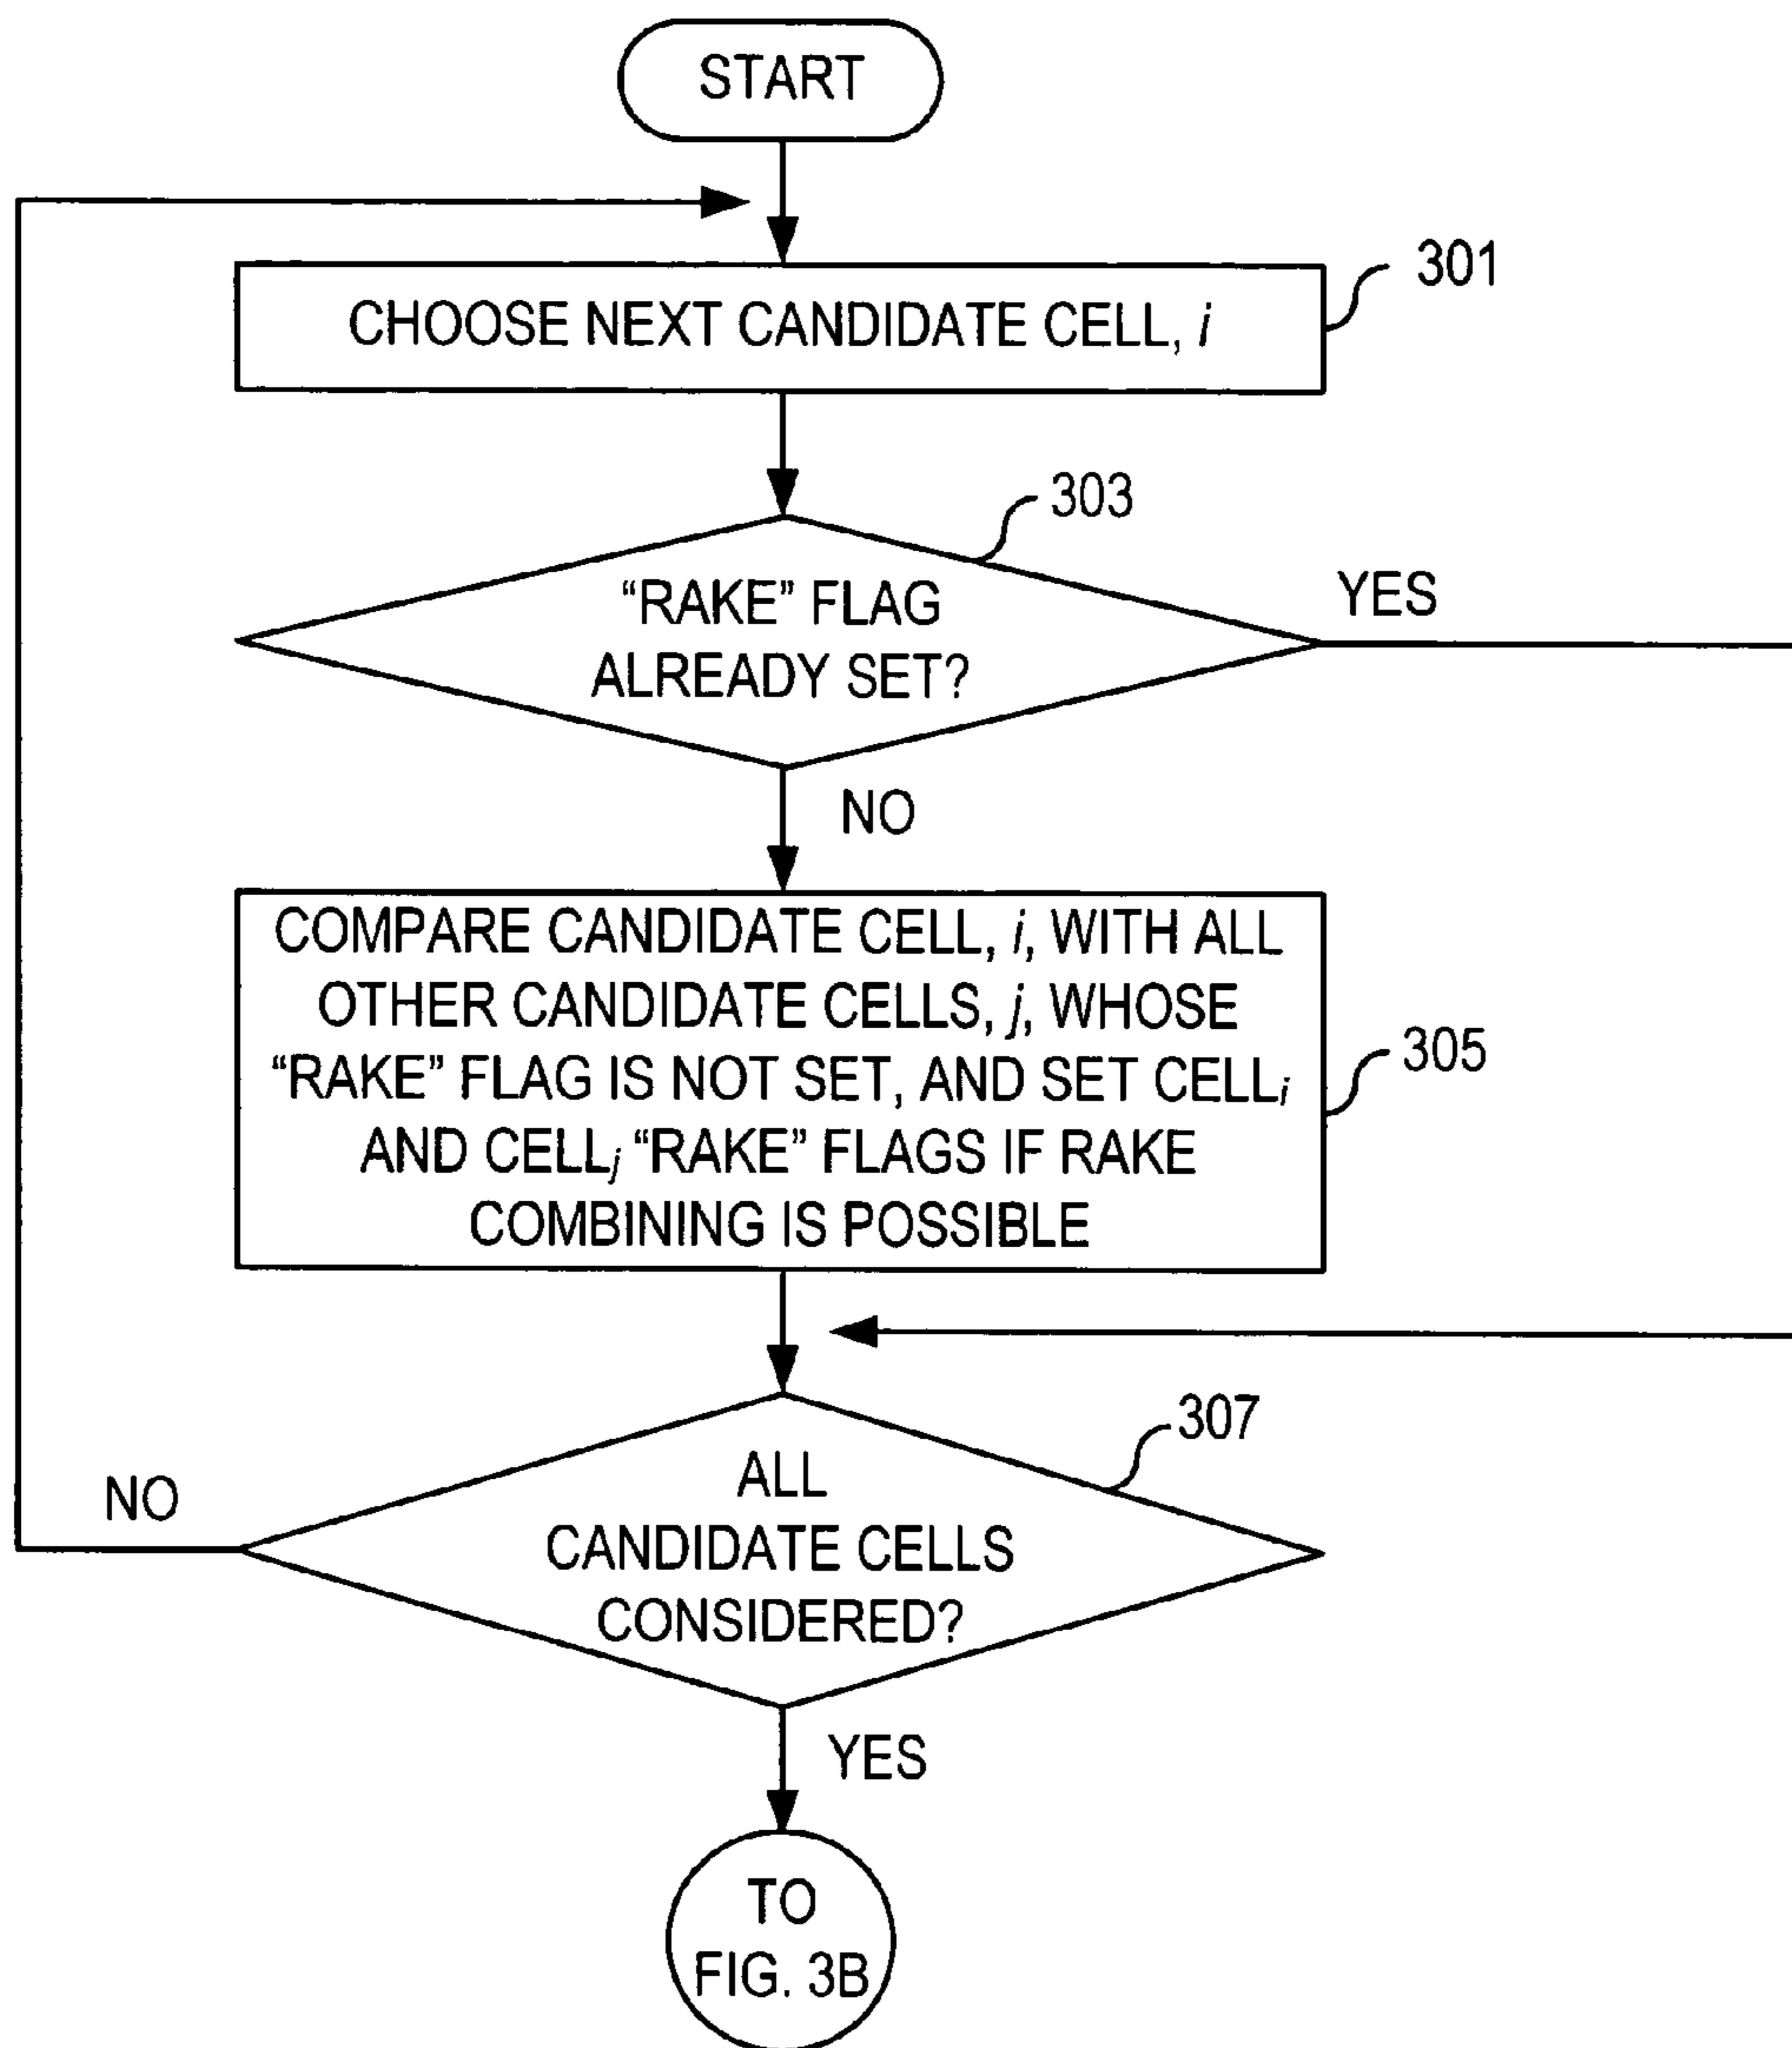 START
CHOOSE NEXT CANDIDATE CELL, i
301
303
“RAKE” FLAG
ALREADY SET?
YES
NO
COMPARE CANDIDATE CELL, i, WITH ALL
OTHER CANDIDATE CELLS, j, WHOSE
“RAKE” FLAG IS NOT SET, AND SET CELLi
AND CELLj “RAKE” FLAGS IF RAKE
COMBINING IS POSSIBLE
305
307
ALL
CANDIDATE CELLS
CONSIDERED?
NO
YES
TO
FIG. 3B